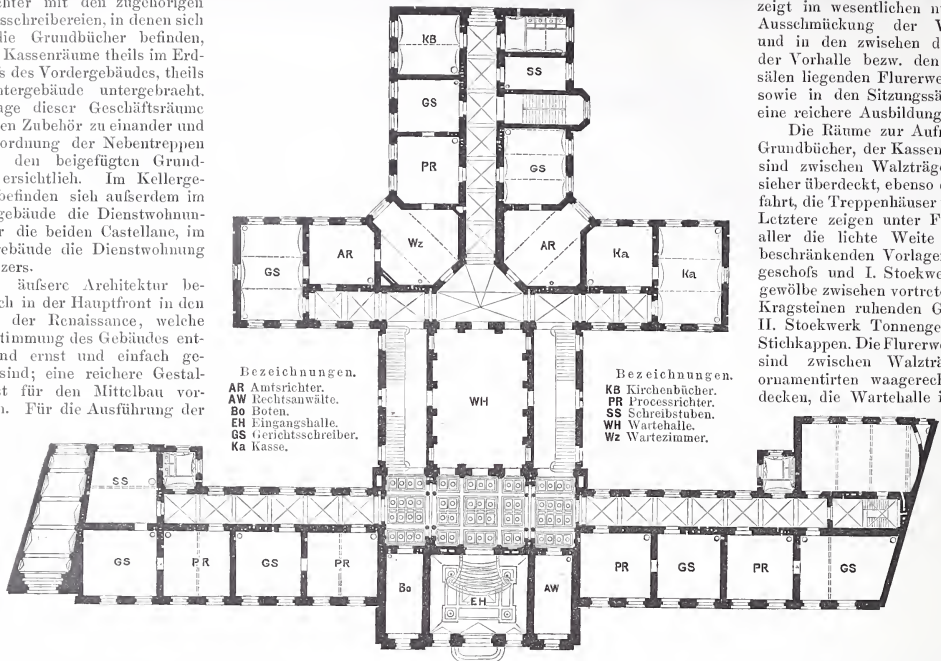 chter mit den zugehörigen
sschreibereien, in denen sich
die Grundbücher befinden,
Kassenräume theils im Erd-
s des Vordergebäudes, theils
ntergebäude untergebracht.
age dieser Geschäftsräume
en Zubehör zu einander und
ordnung der Nebentreppen
den beigefügten Grund-
ersichtlich. Im Kellerge-
befinden sich aufserdem im
gebäude die Dienstwohnun-
r die beiden Castellane, im
gebäude die Dienstwohnung
zers.
äufsere Architektur be-
ch in der Hauptfront in den
der Renaissance, welche
timmung des Gebäudes ent-
nd ernst und einfach ge-
sind; eine reichere Gestal-
t für den Mittelbau vor-
n. Für die Ausführung der
KB
SS
GS
PR
GS
GS
AR
Wz
AR
Ka
Ka
WH
Bezeichnungen.
AR Amtsrichter.
AW Rechtsanwälte.
Bo Boten.
EH Eingangshalle.
GS Gerichtsschreiber.
Ka Kasse.
Bezeichnungen.
KB Kirchenbücher.
PR Processrichter.
SS Schreibstuben.
WH Wartehalle.
Wz Wartezimmer.
SS
GS
PR
GS
PR
Bo
EH
AW
PR
GS
PR
GS
zeigt im wesentlichen n
Ausschmückung der W
und in den zwischen d
der Vorhalle bezw. den
sälen liegenden Flurerwe
sowie in den Sitzungssä
eine reichere Ausbildung
Die Räume zur Auf
Grundbücher, der Kassen
sind zwischen Walzträge
sicher überdeckt, ebenso
fahrt, die Treppenhäuser
Letztere zeigen unter F
aller die lichte Weite
beschränkenden Vorlagen
geschofs und I. Stockwer
gewölbe zwischen vortret
Kragsteinen ruhenden G
II. Stockwerk Tonnenge
Stichkappen. Die Flurerwe
sind zwischen Walzträ
ornamentirten waagerec
decken, die Wartehalle i